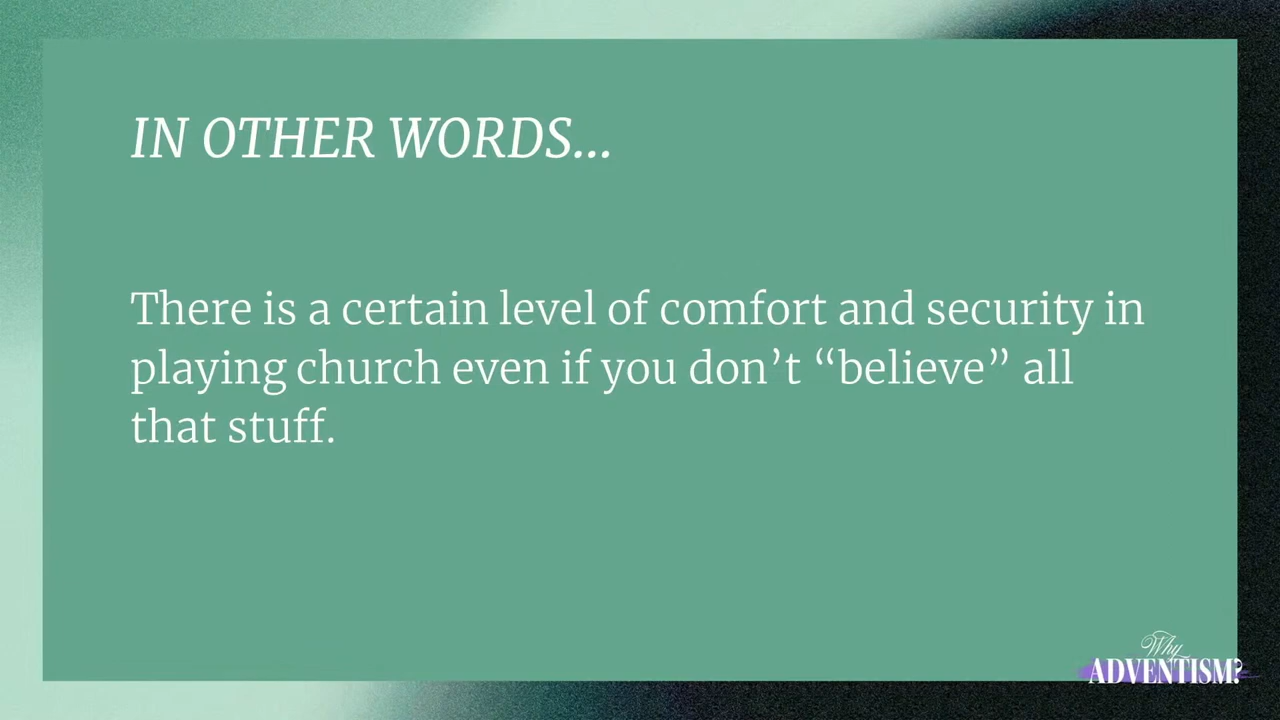 IN OTHER WORDS...
There is a certain level of comfort and security in
playing church even if you don’t “believe” all
that stuff.
Why
ADVENTISM?